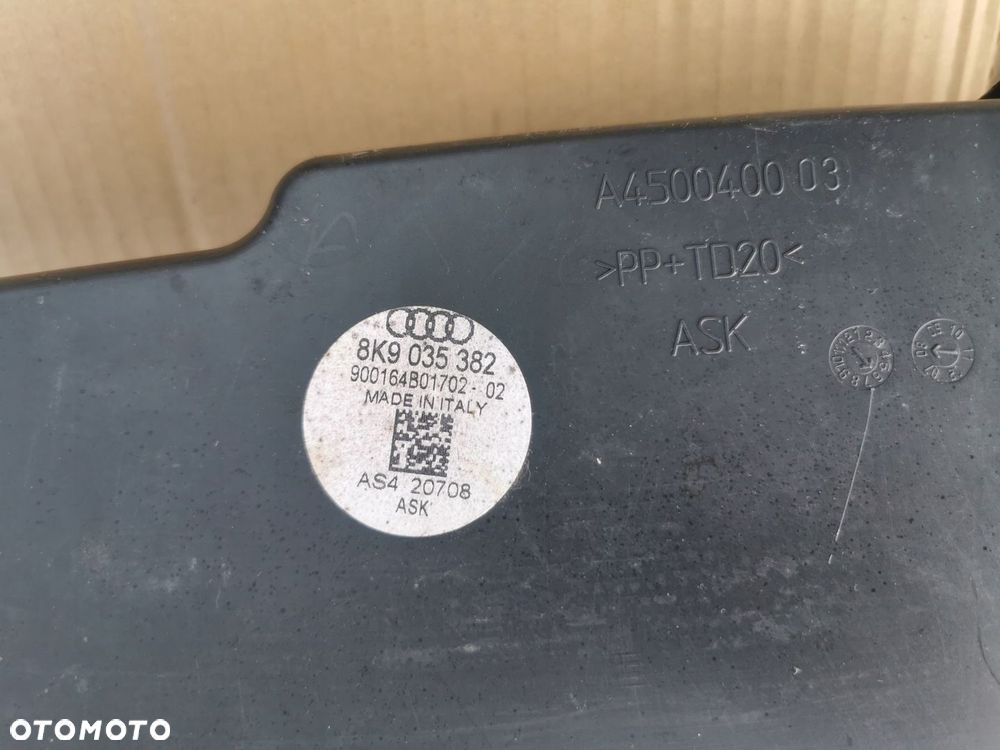 A4500400 03
>PP+TD20<
ASK
8K9 035 382
900164B01702- 02
MADE IN ITALY
AS4 20708
ASK
OTOMOTO